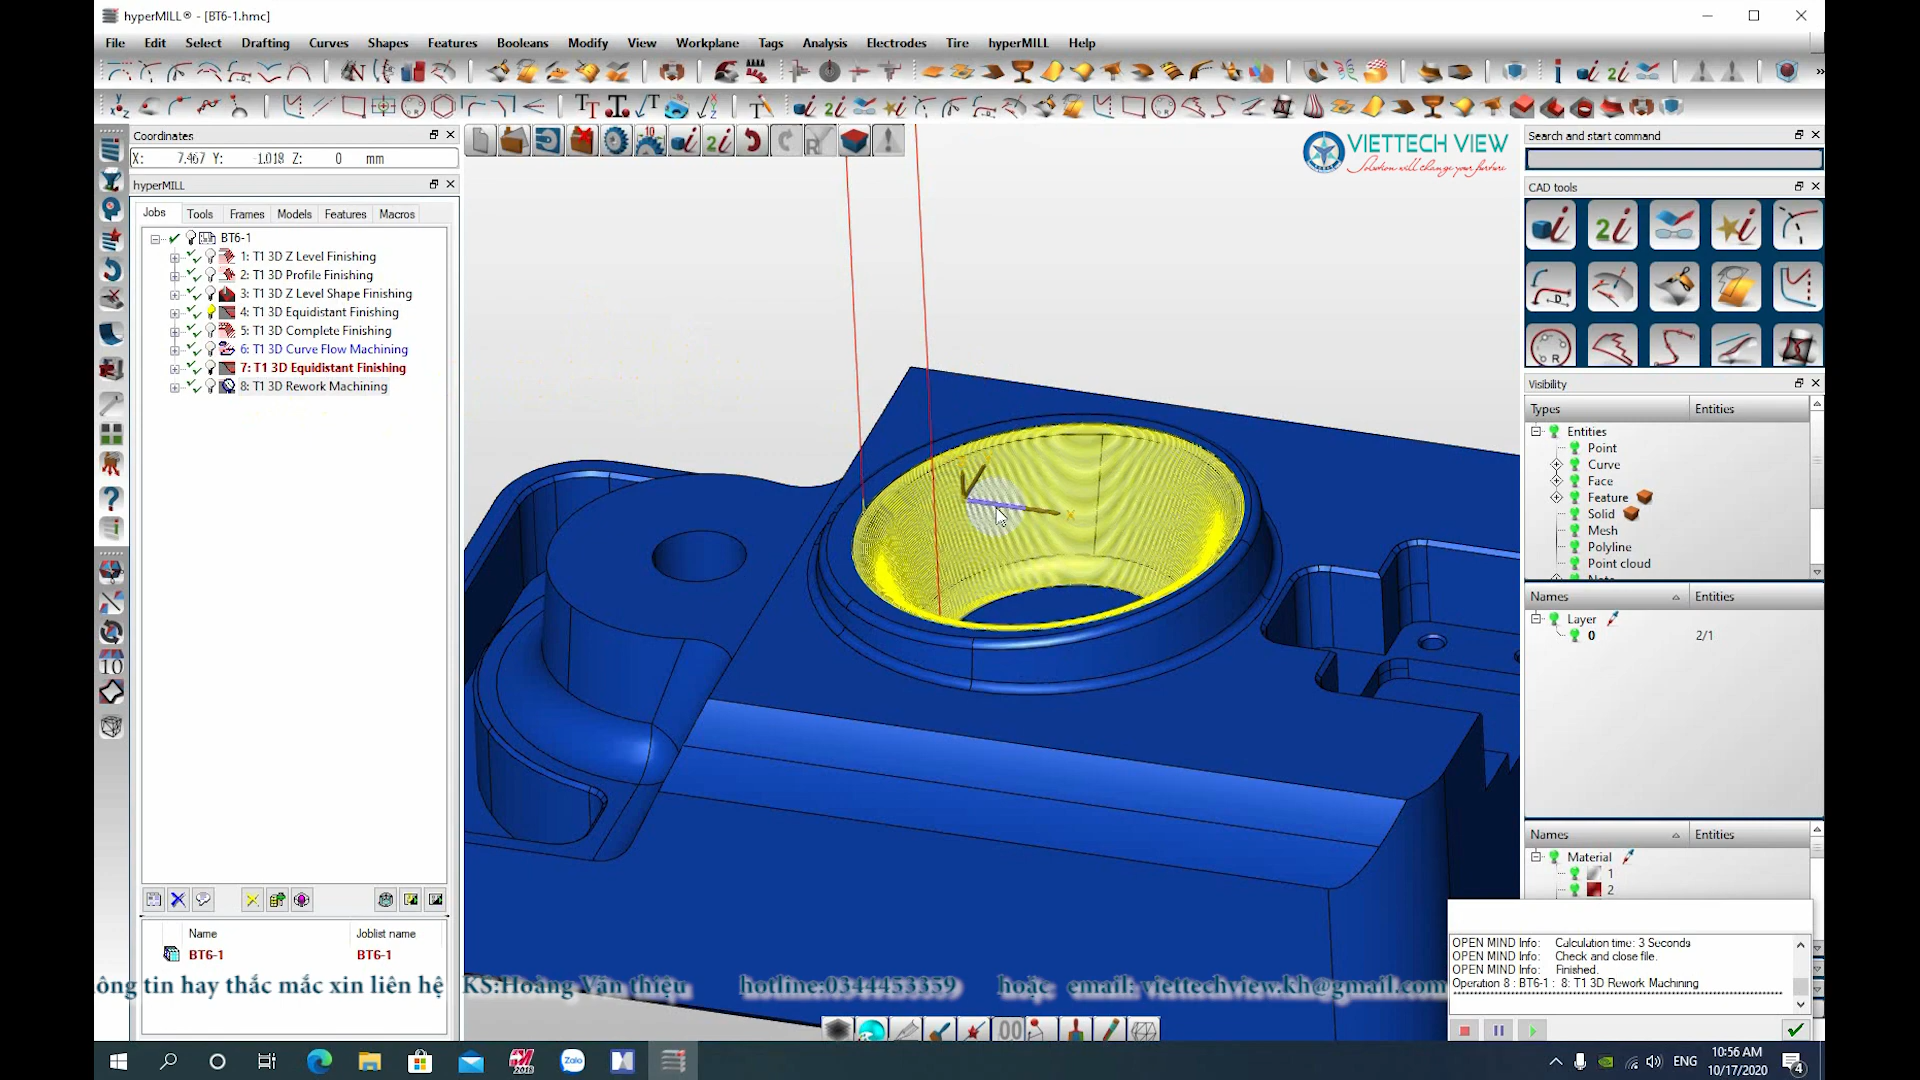 hyperMILL® - [BT6-1.hmc]
File Edit Select Drafting Curves Shapes Features Booleans Modify View Workplane Tags Analysis Electrodes Tire hyperMILL Help
Coordinates
X: 7.467 Y: -1.018 Z: 0 mm
hyperMILL
Jobs Tools Frames Models Features Macros
BT6-1
1: T1 3D Z Level Finishing
2: T1 3D Profile Finishing
3: T1 3D Z Level Shape Finishing
4: T1 3D Equidistant Finishing
5: T1 3D Complete Finishing
6: T1 3D Curve Flow Machining
7: T1 3D Equidistant Finishing
8: T1 3D Rework Machining
Name Joblist name
BT6-1 BT6-1
VIETTECH VIEW
Solution will change your furture
X
Search and start command
CAD tools
Visibility
Types Entities
Entities
Point
Curve
Face
Feature
Solid
Mesh
Polyline
Point cloud
Names Entities
Layer
0 2/1
Names Entities
Material
1
2
OPEN MIND Info: Calculation time: 3 Seconds
OPEN MIND Info: Check and close file.
OPEN MIND Info: Finished.
Operation 8 : BT6-1 : 8: T1 3D Rework Machining
ông tin hay thắc mắc xin liên hệ KS:Hoàng Văn thiệu hotline:0344453359 hoặc email: viettechview.kh@gmail.com
2018
Zalo
ENG
10:56 AM
10/17/2020
4